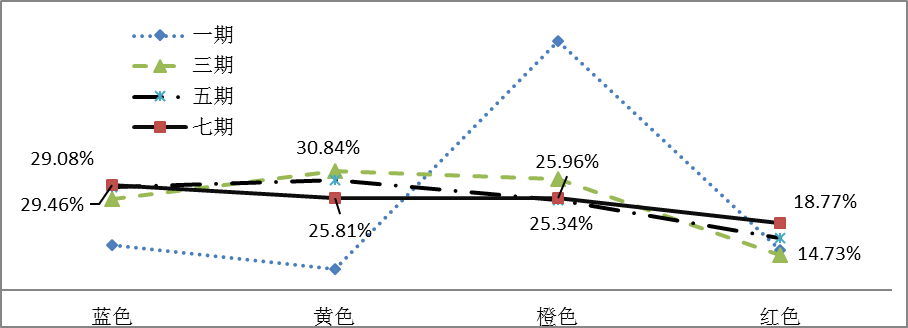 一期
三期
五期
七期
29.08%
29.46%
30.84%
25.81%
25.96%
25.34%
18.77%
14.73%
蓝色
黄色
橙色
红色